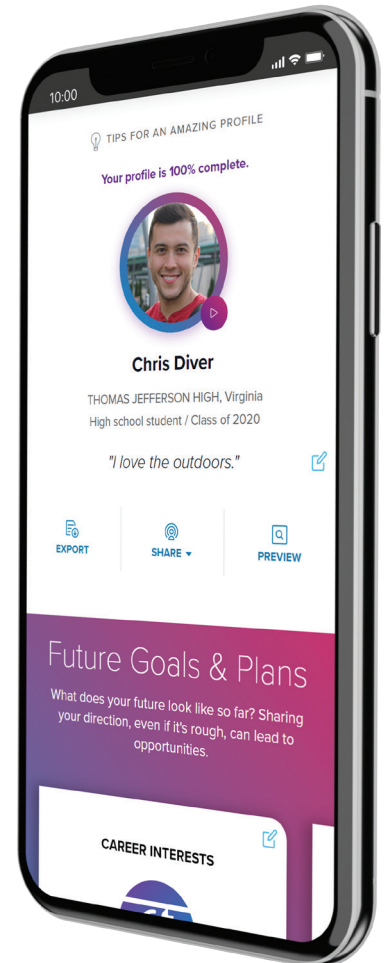 10:00
TIPS FOR AN AMAZING PROFILE
Your profile is 100% complete.
Chris Diver
THOMAS JEFFERSON HIGH, Virginia
High school student / Class of 2020
"I love the outdoors."
EXPORT
SHARE
PREVIEW
Future Goals & Plans
What does your future look like so far? Sharing
your direction, even if it's rough, can lead to
opportunities.
CAREER INTERESTS